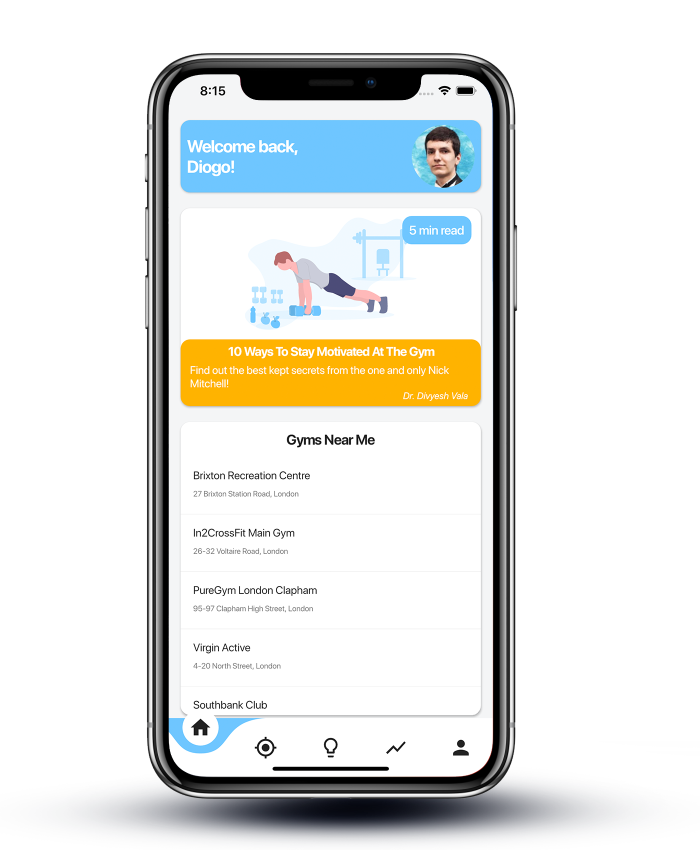 8:15
Welcome back,
Diogo!
5 min read
10 Ways To Stay Motivated At The Gym
Find out the best kept secrets from the one and only Nick
Mitchell!
Dr. Divyesh Vala
Gyms Near Me
Brixton Recreation Centre
27 Brixton Station Road, London
In2CrossFit Main Gym
26-32 Voltaire Road, London
PureGym London Clapham
95-97 Clapham High Street, London
Virgin Active
4-20 North Street, London
Southbank Club